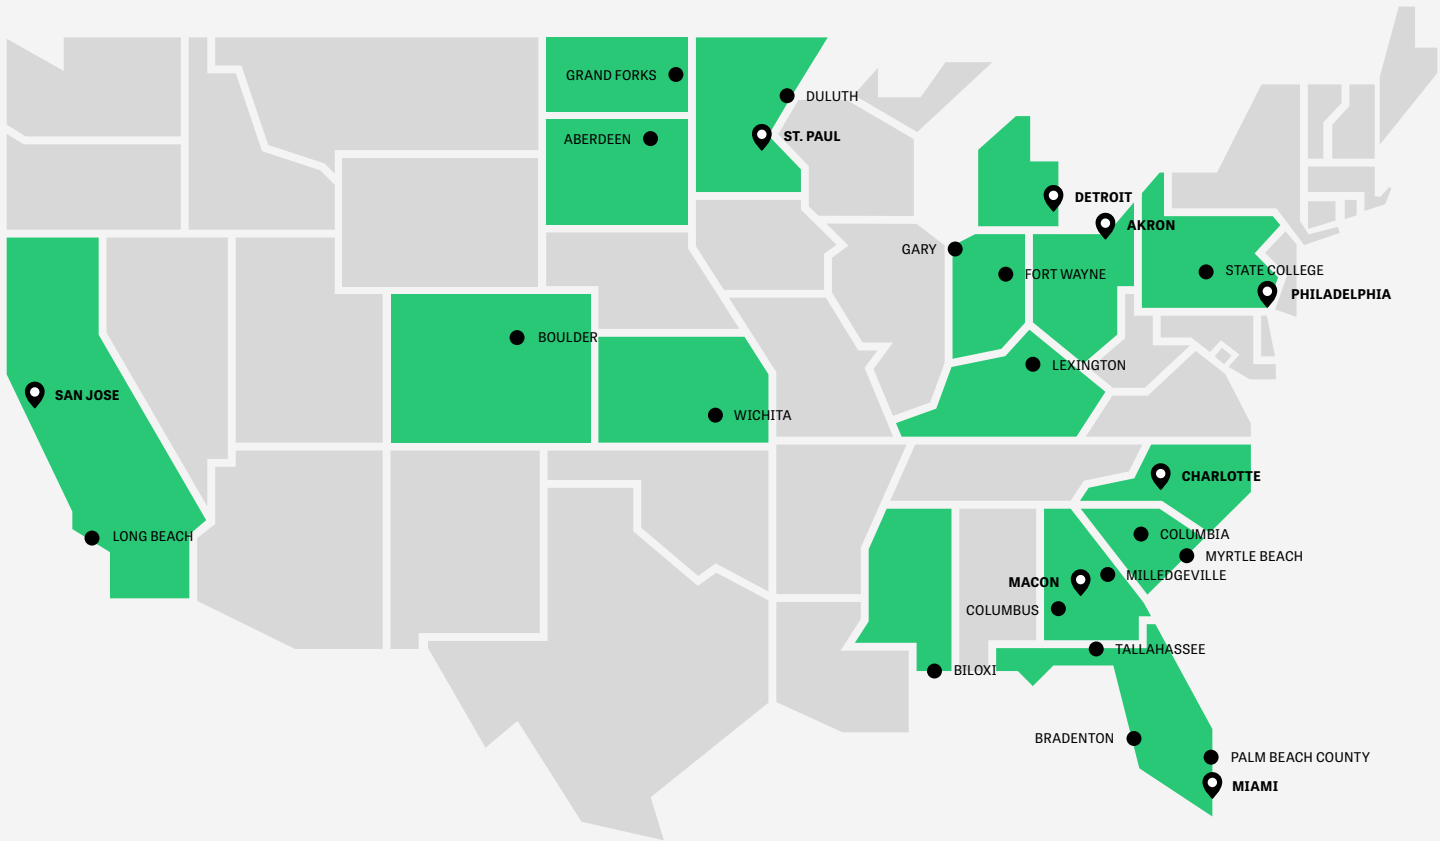 GRAND FORKS
DULUTH
ABERDEEN
ST. PAUL
DETROIT
AKRON
GARY
FORT WAYNE
STATE COLLEGE
PHILADELPHIA
BOULDER
LEXINGTON
SAN JOSE
WICHITA
CHARLOTTE
LONG BEACH
COLUMBIA
MYRTLE BEACH
MILLEDGEVILLE
MACON
COLUMBUS
TALLAHASSEE
BILOXI
BRADENTON
PALM BEACH COUNTY
MIAMI